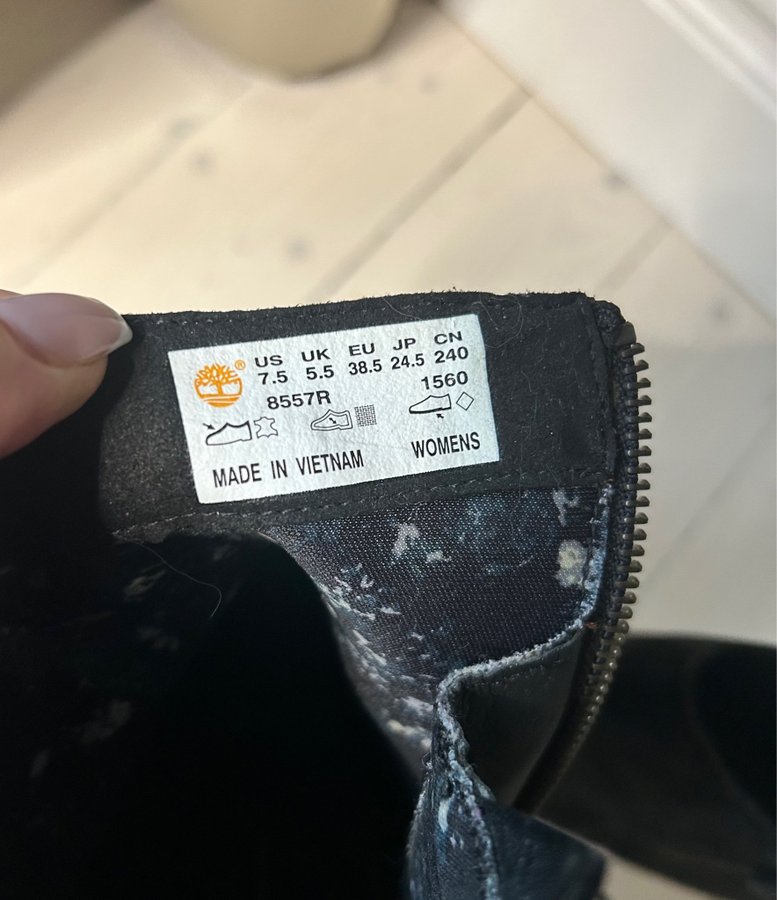 US UK EU JP CN
7.5 5.5 38.5 24.5 240
8557R 1560
MADE IN VIETNAM WOMENS
®